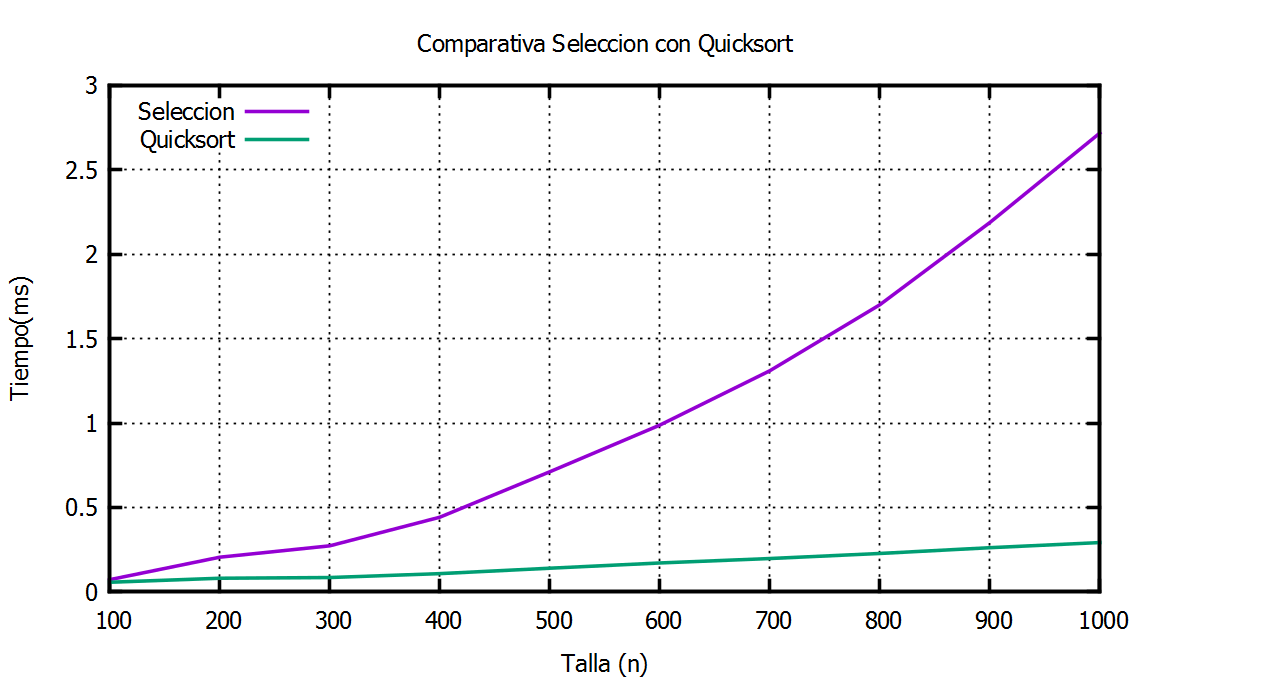 Comparativa Seleccion con Quicksort
3
Seleccion
Quicksort
2.5
2
1.5
1
0.5
0
Tiempo(ms)
100 200 300 400 500 600 700 800 900 1000
Talla (n)